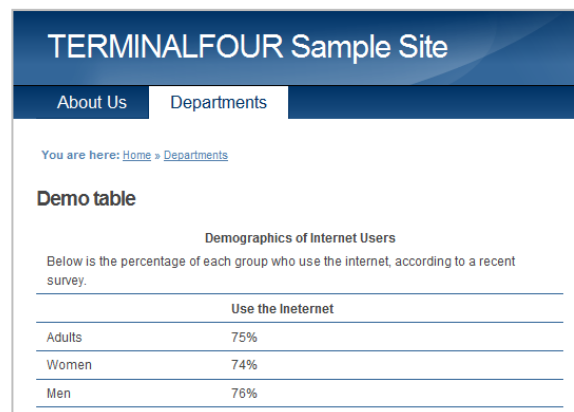 TERMINALFOUR Sample Site
About Us Departments
You are here: Home » Departments
Demo table
Demographics of Internet Users
Below is the percentage of each group who use the internet, according to a recent
survey.
Use the Ineternet
Adults 75%
Women 74%
Men 76%